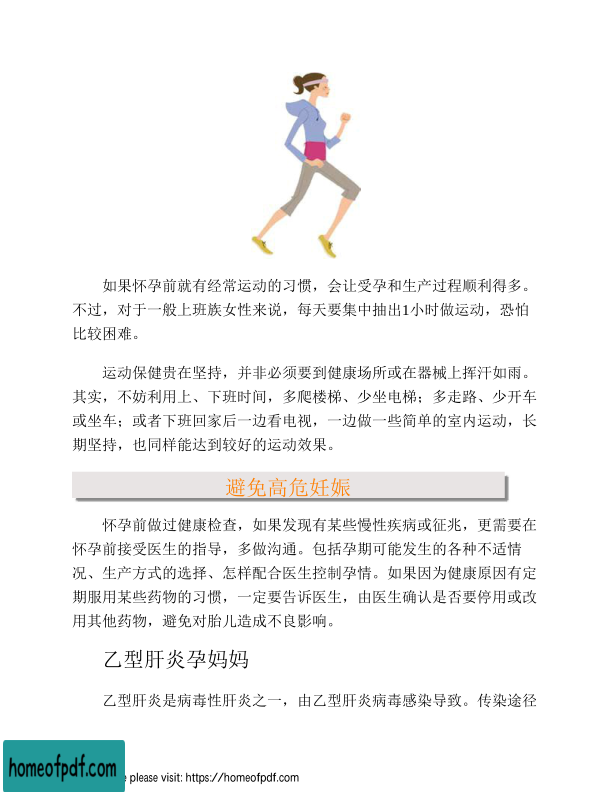 如果怀孕前就有经常运动的习惯，会让受孕和生产过程顺利得多。
不过，对于一般上班族女性来说，每天要集中抽出1小时做运动，恐怕
比较困难。
运动保健贵在坚持，并非必须要到健康场所或在器械上挥汗如雨。
其实，不妨利用上、下班时间，多爬楼梯、少坐电梯；多走路、少开车
或坐车；或者下班回家后一边看电视，一边做一些简单的室内运动，长
期坚持，也同样能达到较好的运动效果。
避免高危妊娠
怀孕前做过健康检查，如果发现有某些慢性疾病或征兆，更需要在
怀孕前接受医生的指导，多做沟通。包括孕期可能发生的各种不适情
况、生产方式的选择、怎样配合医生控制孕情。如果因为健康原因有定
期服用某些药物的习惯，一定要告诉医生，由医生确认是否要停用或改
用其他药物，避免对胎儿造成不良影响。
乙型肝炎孕妈妈
乙型肝炎是病毒性肝炎之一，由乙型肝炎病毒感染导致。传染途径
homeofpdf.com
please visit: https://homeofpdf.com